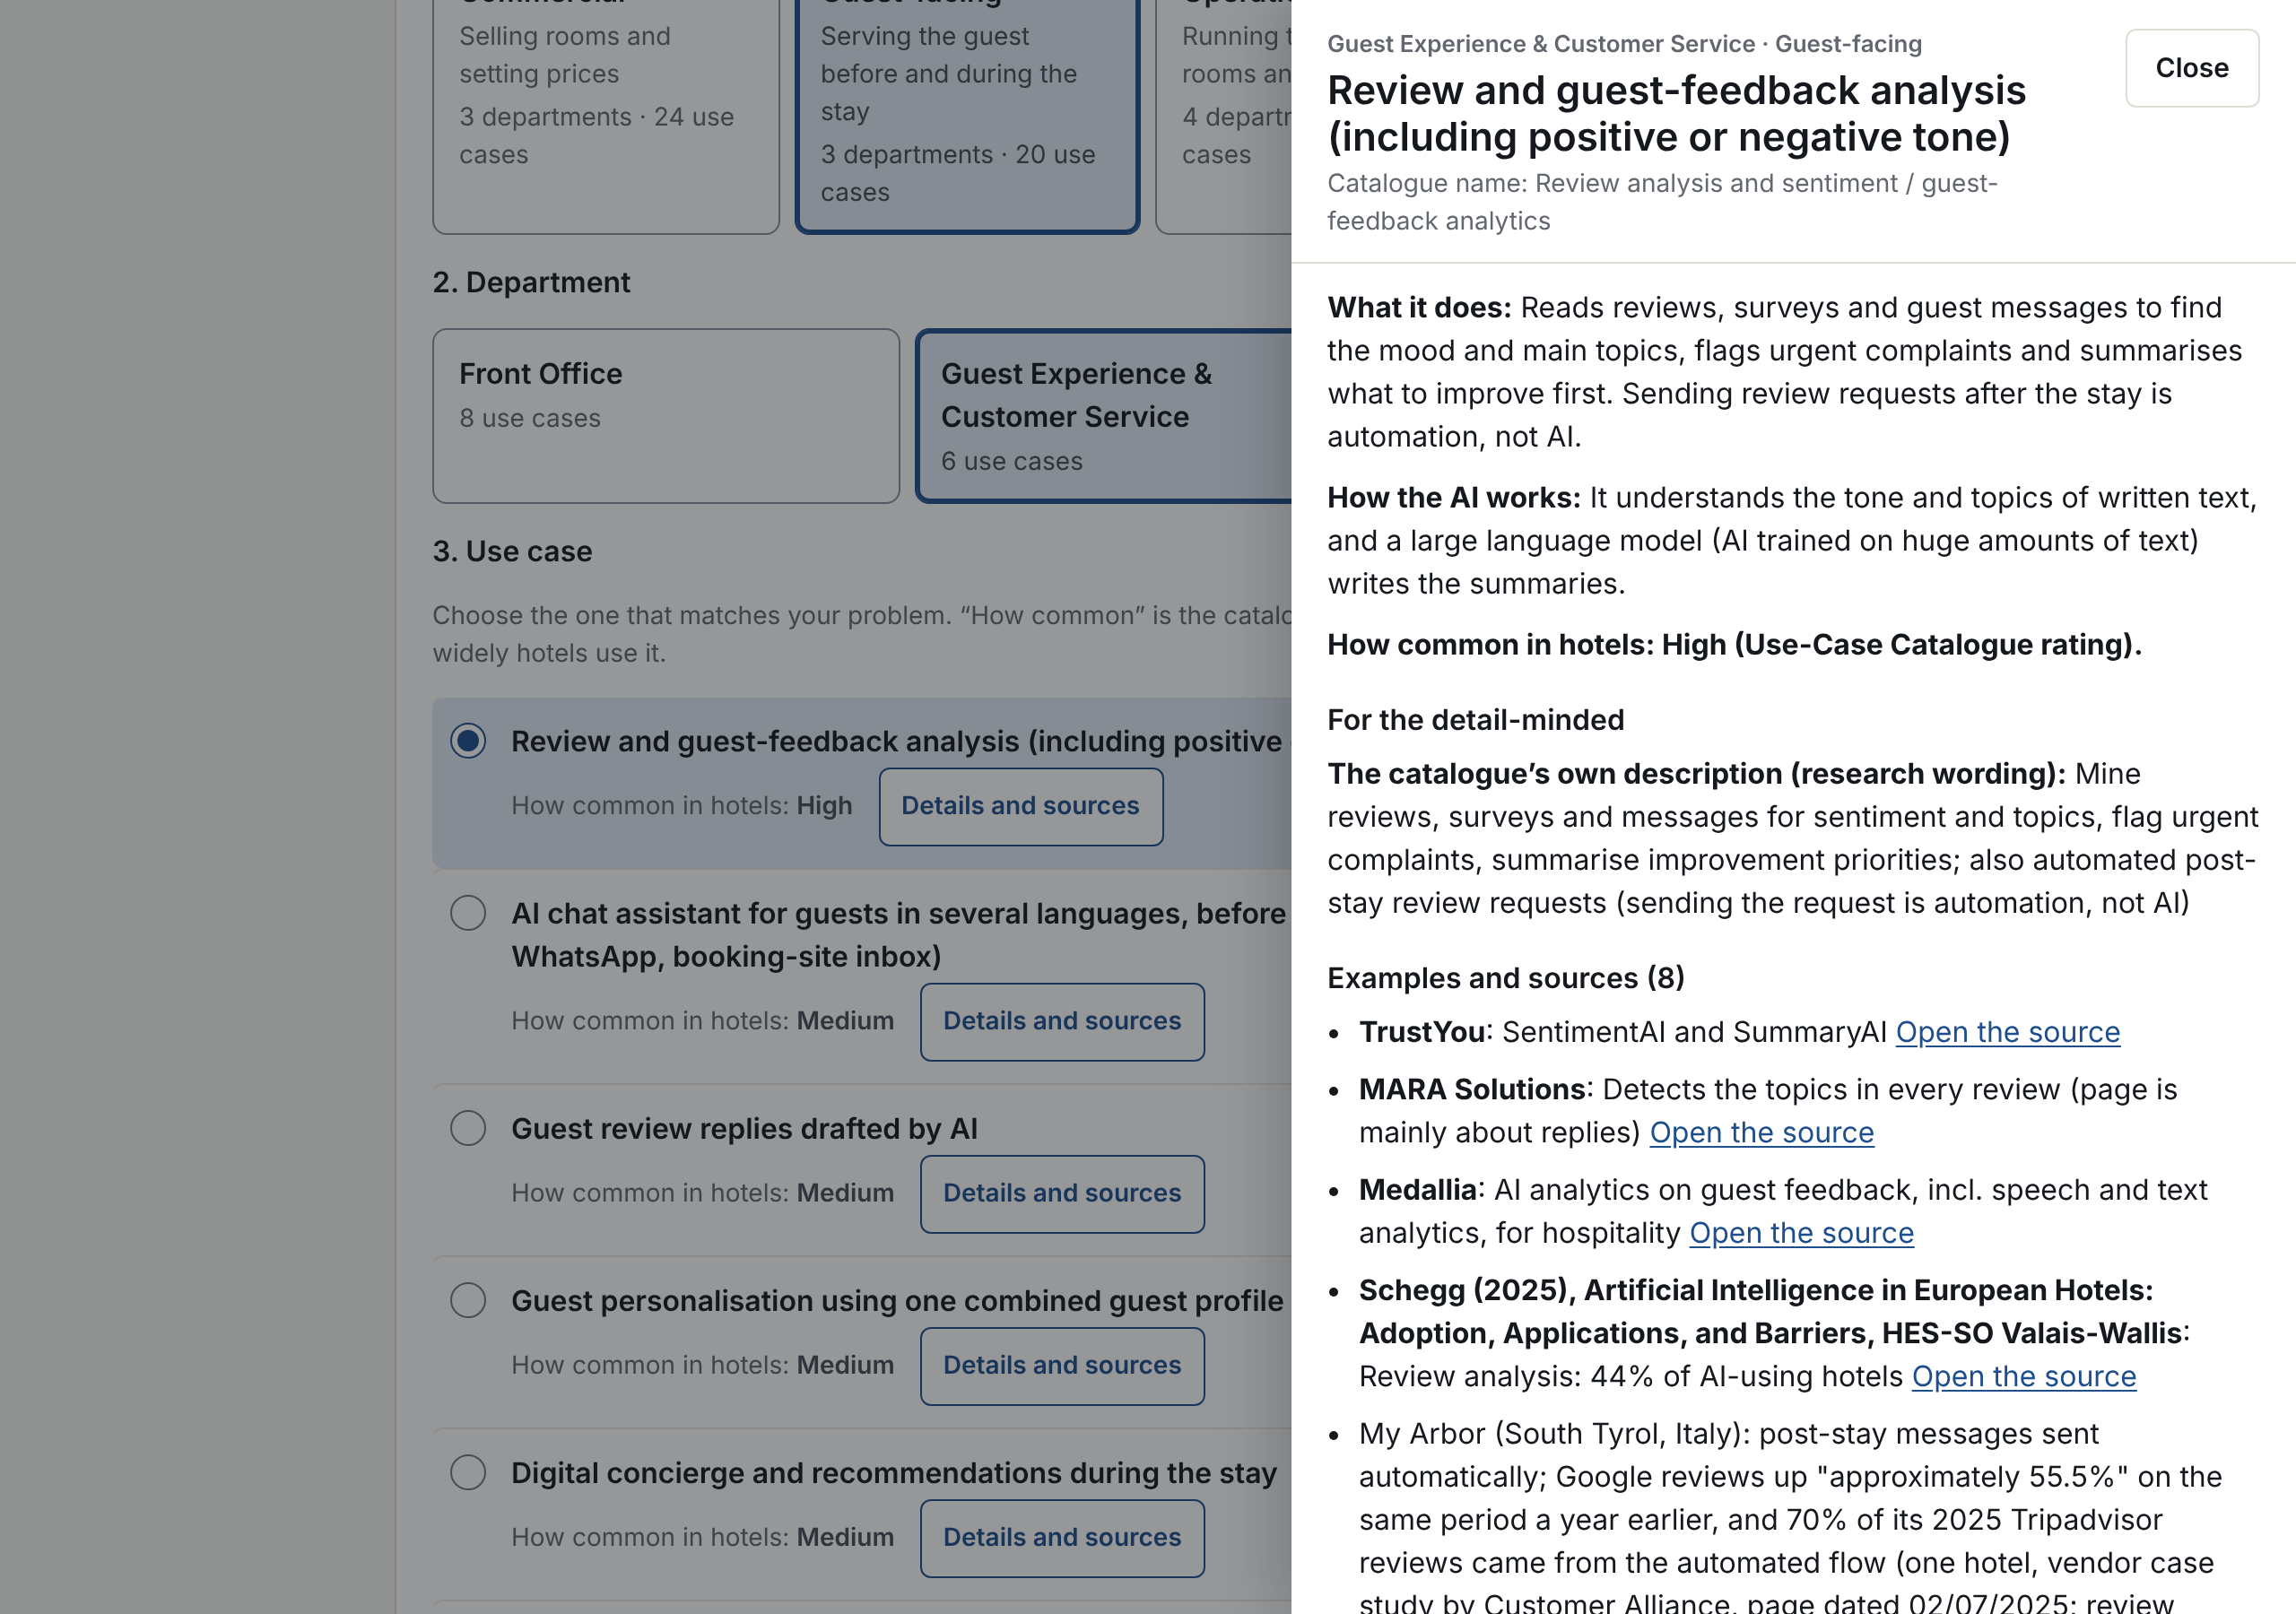 Selling rooms and
setting prices
3 departments · 24 use
cases
Guest-facing
Serving the guest
before and during the
stay
3 departments · 20 use
cases
Running
rooms
4
cases
2. Department
Front Office
8 use cases
Guest Experience &
Customer Service
6 use cases
3. Use case
Choose the one that matches your problem. “How common” is the
widely hotels use it.
Review and guest-feedback analysis (including positive
How common in hotels: High
Details and sources
AI chat assistant for guests in several languages, before
WhatsApp, booking-site inbox)
How common in hotels: Medium
Details and sources
Guest review replies drafted by AI
How common in hotels: Medium
Details and sources
Guest personalisation using one combined guest profile
How common in hotels: Medium
Details and sources
Digital concierge and recommendations during the stay
How common in hotels: Medium
Details and sources
Guest Experience & Customer Service · Guest-facing
Review and guest-feedback analysis
(including positive or negative tone)
Catalogue name: Review analysis and sentiment / guest-
feedback analytics
Close
What it does: Reads reviews, surveys and guest messages to find
the mood and main topics, flags urgent complaints and summarises
what to improve first. Sending review requests after the stay is
automation, not AI.
How the AI works: It understands the tone and topics of written text,
and a large language model (AI trained on huge amounts of text)
writes the summaries.
How common in hotels: High (Use-Case Catalogue rating).
For the detail-minded
The catalogue’s own description (research wording): Mine
reviews, surveys and messages for sentiment and topics, flag urgent
complaints, summarise improvement priorities; also automated post-
stay review requests (sending the request is automation, not AI)
Examples and sources (8)
• TrustYou: SentimentAI and SummaryAI Open the source
• MARA Solutions: Detects the topics in every review (page is
mainly about replies) Open the source
• Medallia: AI analytics on guest feedback, incl. speech and text
analytics, for hospitality Open the source
• Schegg (2025), Artificial Intelligence in European Hotels:
Adoption, Applications, and Barriers, HES-SO Valais-Wallis:
Review analysis: 44% of AI-using hotels Open the source
• My Arbor (South Tyrol, Italy): post-stay messages sent
automatically; Google reviews up "approximately 55.5%" on the
same period a year earlier, and 70% of its 2025 Tripadvisor
reviews came from the automated flow (one hotel, vendor case
study by Customer Alliance, page dated 02/07/2025; review